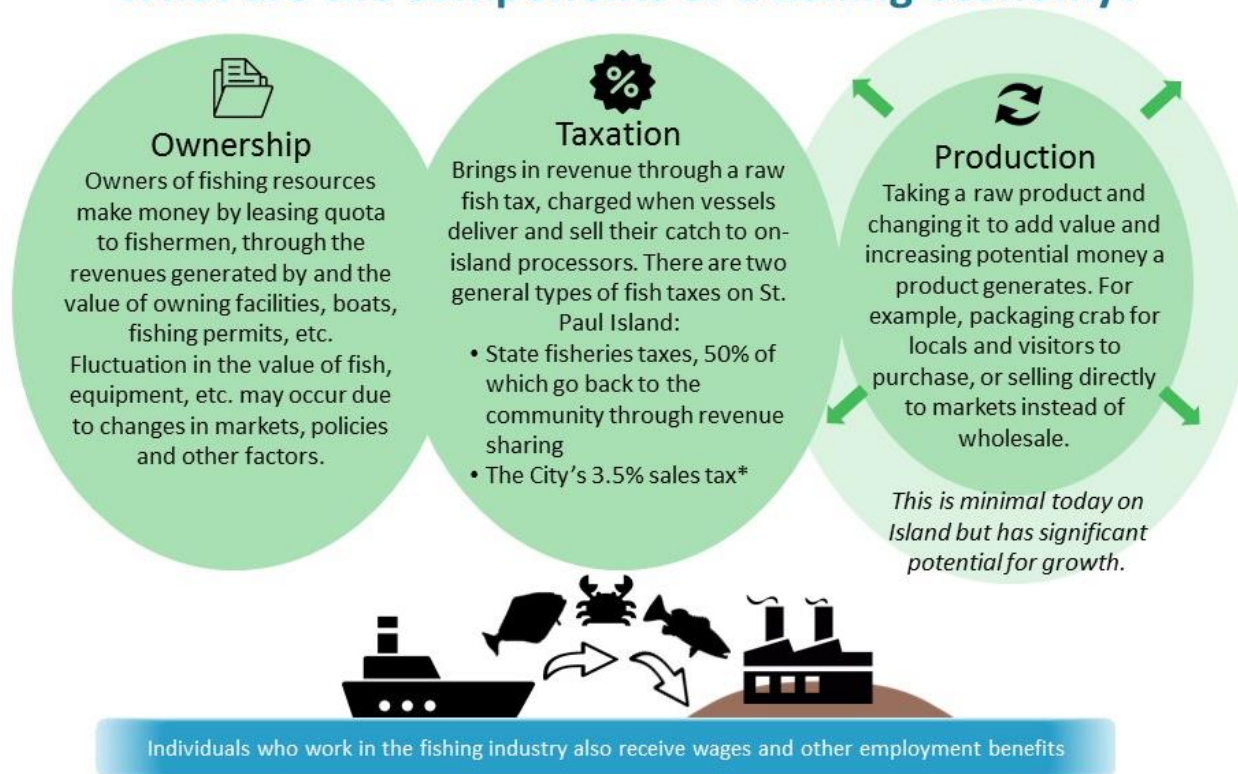 What are the components of a fishing economy?
Ownership
Owners of fishing resources
make money by leasing quota
to fishermen, through the
revenues generated by and the
value of owning facilities, boats,
fishing permits, etc.
Fluctuation in the value of fish,
equipment, etc. may occur due
to changes in markets, policies
and other factors.
%
Taxation
Brings in revenue through a raw
fish tax, charged when vessels
deliver and sell their catch to on-
island processors. There are two
general types of fish taxes on St.
Paul Island:
• State fisheries taxes, 50% of
which go back to the
community through revenue
sharing
• The City's 3.5% sales tax*
Production
Taking a raw product and
changing it to add value and
increasing potential money a
product generates. For
example, packaging crab for
locals and visitors to
purchase, or selling directly
to markets instead of
wholesale.
This is minimal today on
Island but has significant
potential for growth.
Individuals who work in the fishing industry also receive wages and other employment benefits